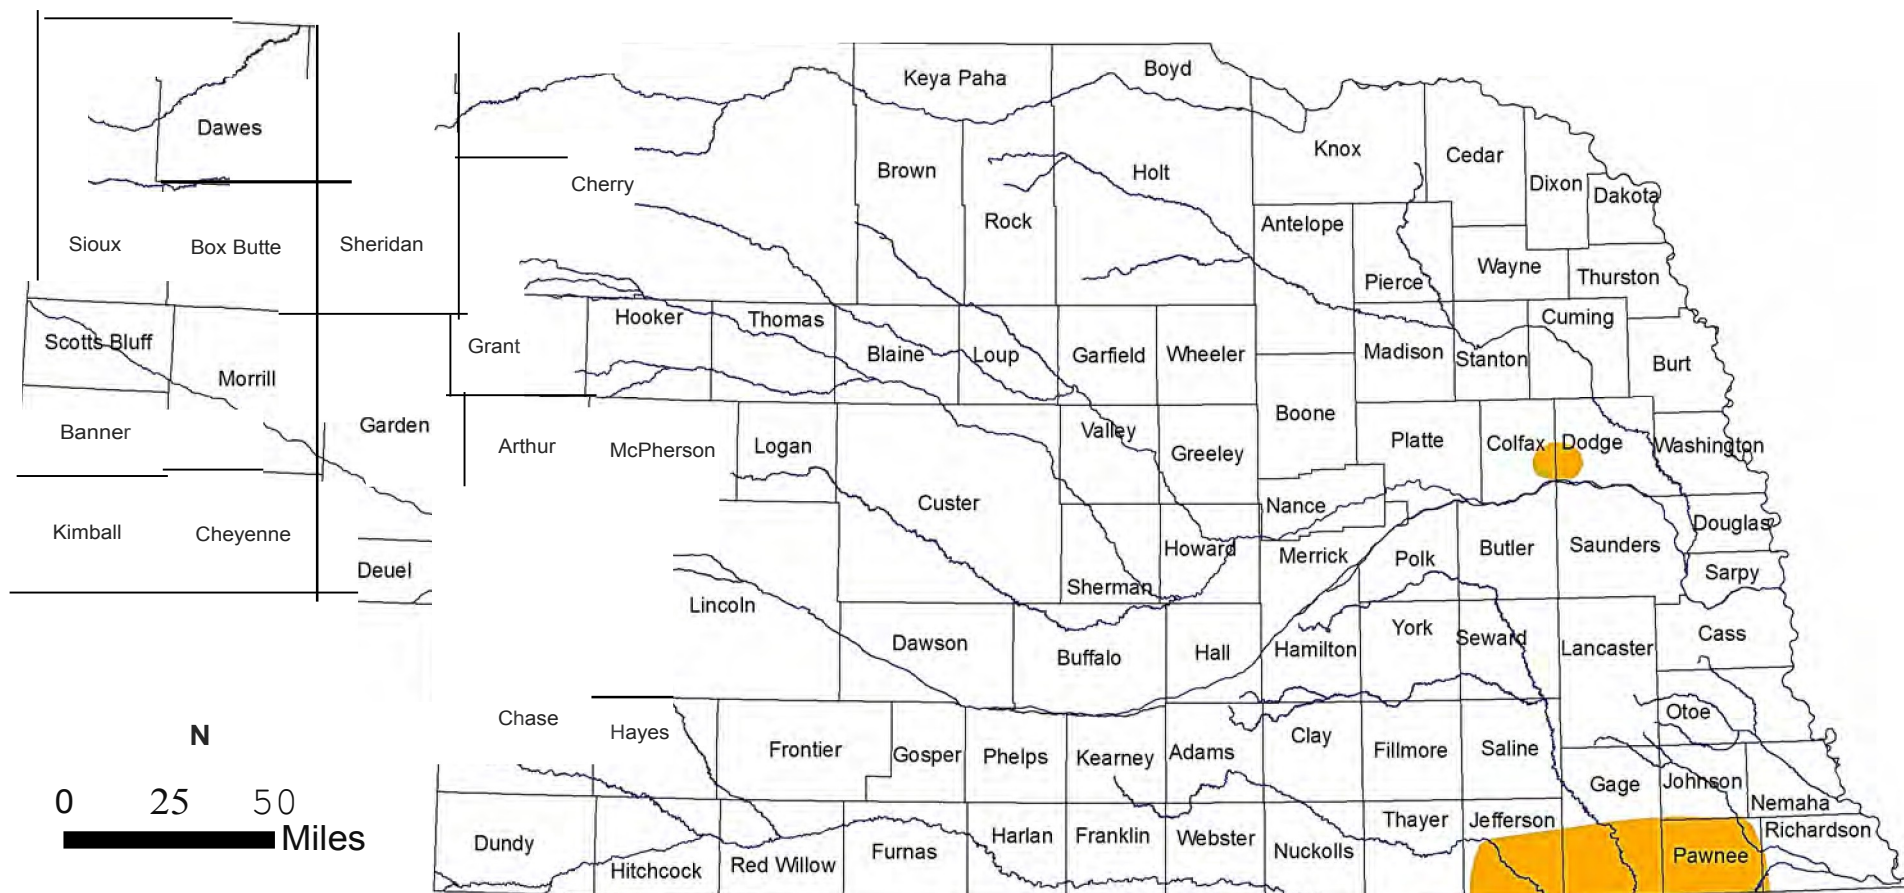 Keya Paha
Boyd
Dawes
Knox
Cedar
Brown
Holt
Cherry
Dixon
Dakota
Rock
Antelope
Sioux
Box Butte
Sheridan
Wayne
Thurston
Pierce
Hooker
Thomas
Cuming
Scotts Bluff
Grant
Blaine
Loup
Garfield
Wheeler
Madison
Stanton
Burt
Morrill
Boone
Banner
Garden
Arthur
McPherson
Logan
Valley
Greeley
Platte
Colfax
Dodge
Washington
Custer
Nance
Kimball
Cheyenne
Douglas
Howard
Merrick
Polk
Butler
Saunders
Deuel
Sherman
Sarpy
Lincoln
Dawson
Buffalo
Hall
Hamilton
York
Seward
Lancaster
Cass
Chase
Hayes
Otoe
N
Frontier
Gosper
Phelps
Kearney
Adams
Clay
Fillmore
Saline
Gage
Johnson
0 25 50
Miles
Nemaha
Dundy
Hitchcock
Red Willow
Furnas
Harlan
Franklin
Webster
Nuckolls
Thayer
Jefferson
Pawnee
Richardson